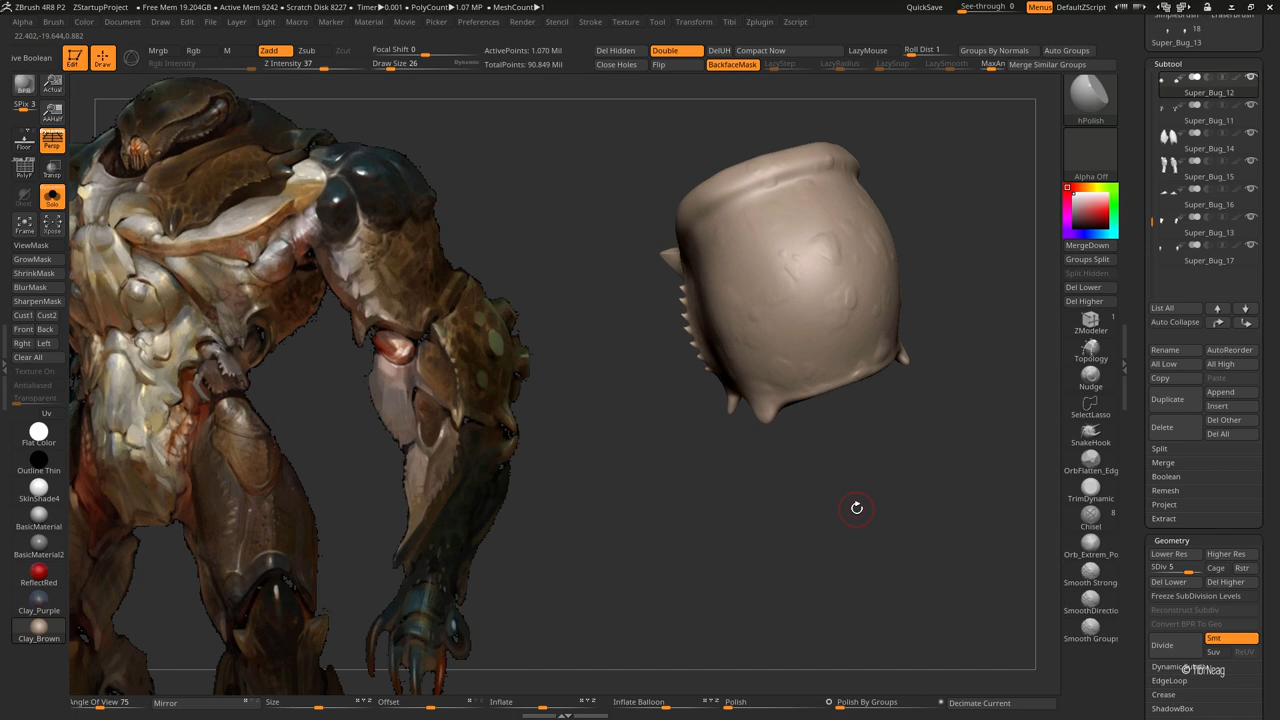 ZBrush 4R8 P2 ZStartupProject • Free Mem 19.204GB • Active Mem 9242 • Scratch Disk 8227 • Timer▶0.001 • PolyCount▶1.07 MP • MeshCount▶1 QuickSave See-through 0 Menus DefaultZScript
Alpha Brush Color Document Draw Edit File Layer Light Macro Marker Material Movie Picker Preferences Render Stencil Stroke Texture Tool Transform Zplugin Zscript
22.402,-19.644,0.882
ive Boolean Edit Draw Mrgb Rgb M Zadd Zsub Zcut Focal Shift 0 ActivePoints: 1.070 Mil Del Hidden Double DelUH Compact Now LazyMouse Roll Dist 1 Groups By Normals Auto Groups
Rgb Intensity Z Intensity 37 Draw Size 26 Dynamic TotalPoints: 90.849 Mil Close Holes Flip BackfaceMask LazyStep LazyRadius LazySnap LazySmooth MaxAn Merge Similar Groups
BPR Actual
SPix 3
AAHalf
Floor
Dynamic
Persp
PolyF
Transp
Ghost
Solo
Frame
Xpose
ViewMask
GrowMask
ShrinkMask
BlurMask
SharpenMask
Cust1 Cust2
Front Back
Rght Left
Clear All
Texture On
Antialiased
Transparent
Uv
Flat Color
Outline Thin
SkinShade4
BasicMaterial
BasicMaterial2
ReflectRed
Clay_Purple
Clay_Brown
hPolish
Alpha Off
MergeDown
Groups Split
Split Hidden
Del Lower
Del Higher
1
ZModeler
Topology
Nudge
SelectLasso
SnakeHook
OrbFlatten_Edg
TrimDynamic
8
Chisel
Orb_Extrem_Po
Smooth Strong
SmoothDirectio
Smooth Groups
SimpleBrush EraserBrush
18
Super_Bug_13
Subtool
Super_Bug_12
Super_Bug_11
Super_Bug_14
Super_Bug_15
Super_Bug_16
Super_Bug_13
Super_Bug_17
List All
Auto Collapse
Rename AutoReorder
All Low All High
Copy Paste
Duplicate Append
Insert
Delete Del Other
Del All
Split
Merge
Boolean
Remesh
Project
Extract
Geometry
Lower Res Higher Res
SDiv 5 Cage Rstr
Del Lower Del Higher
Freeze SubDivision Levels
Reconstruct Subdiv
Convert BPR To Geo
Divide Smt
Suv ReUV
© TibiNeag
EdgeLoop
Crease
ShadowBox
Angle Of View 75 Mirror Size Offset Inflate Inflate Balloon Polish Polish By Groups Decimate Current